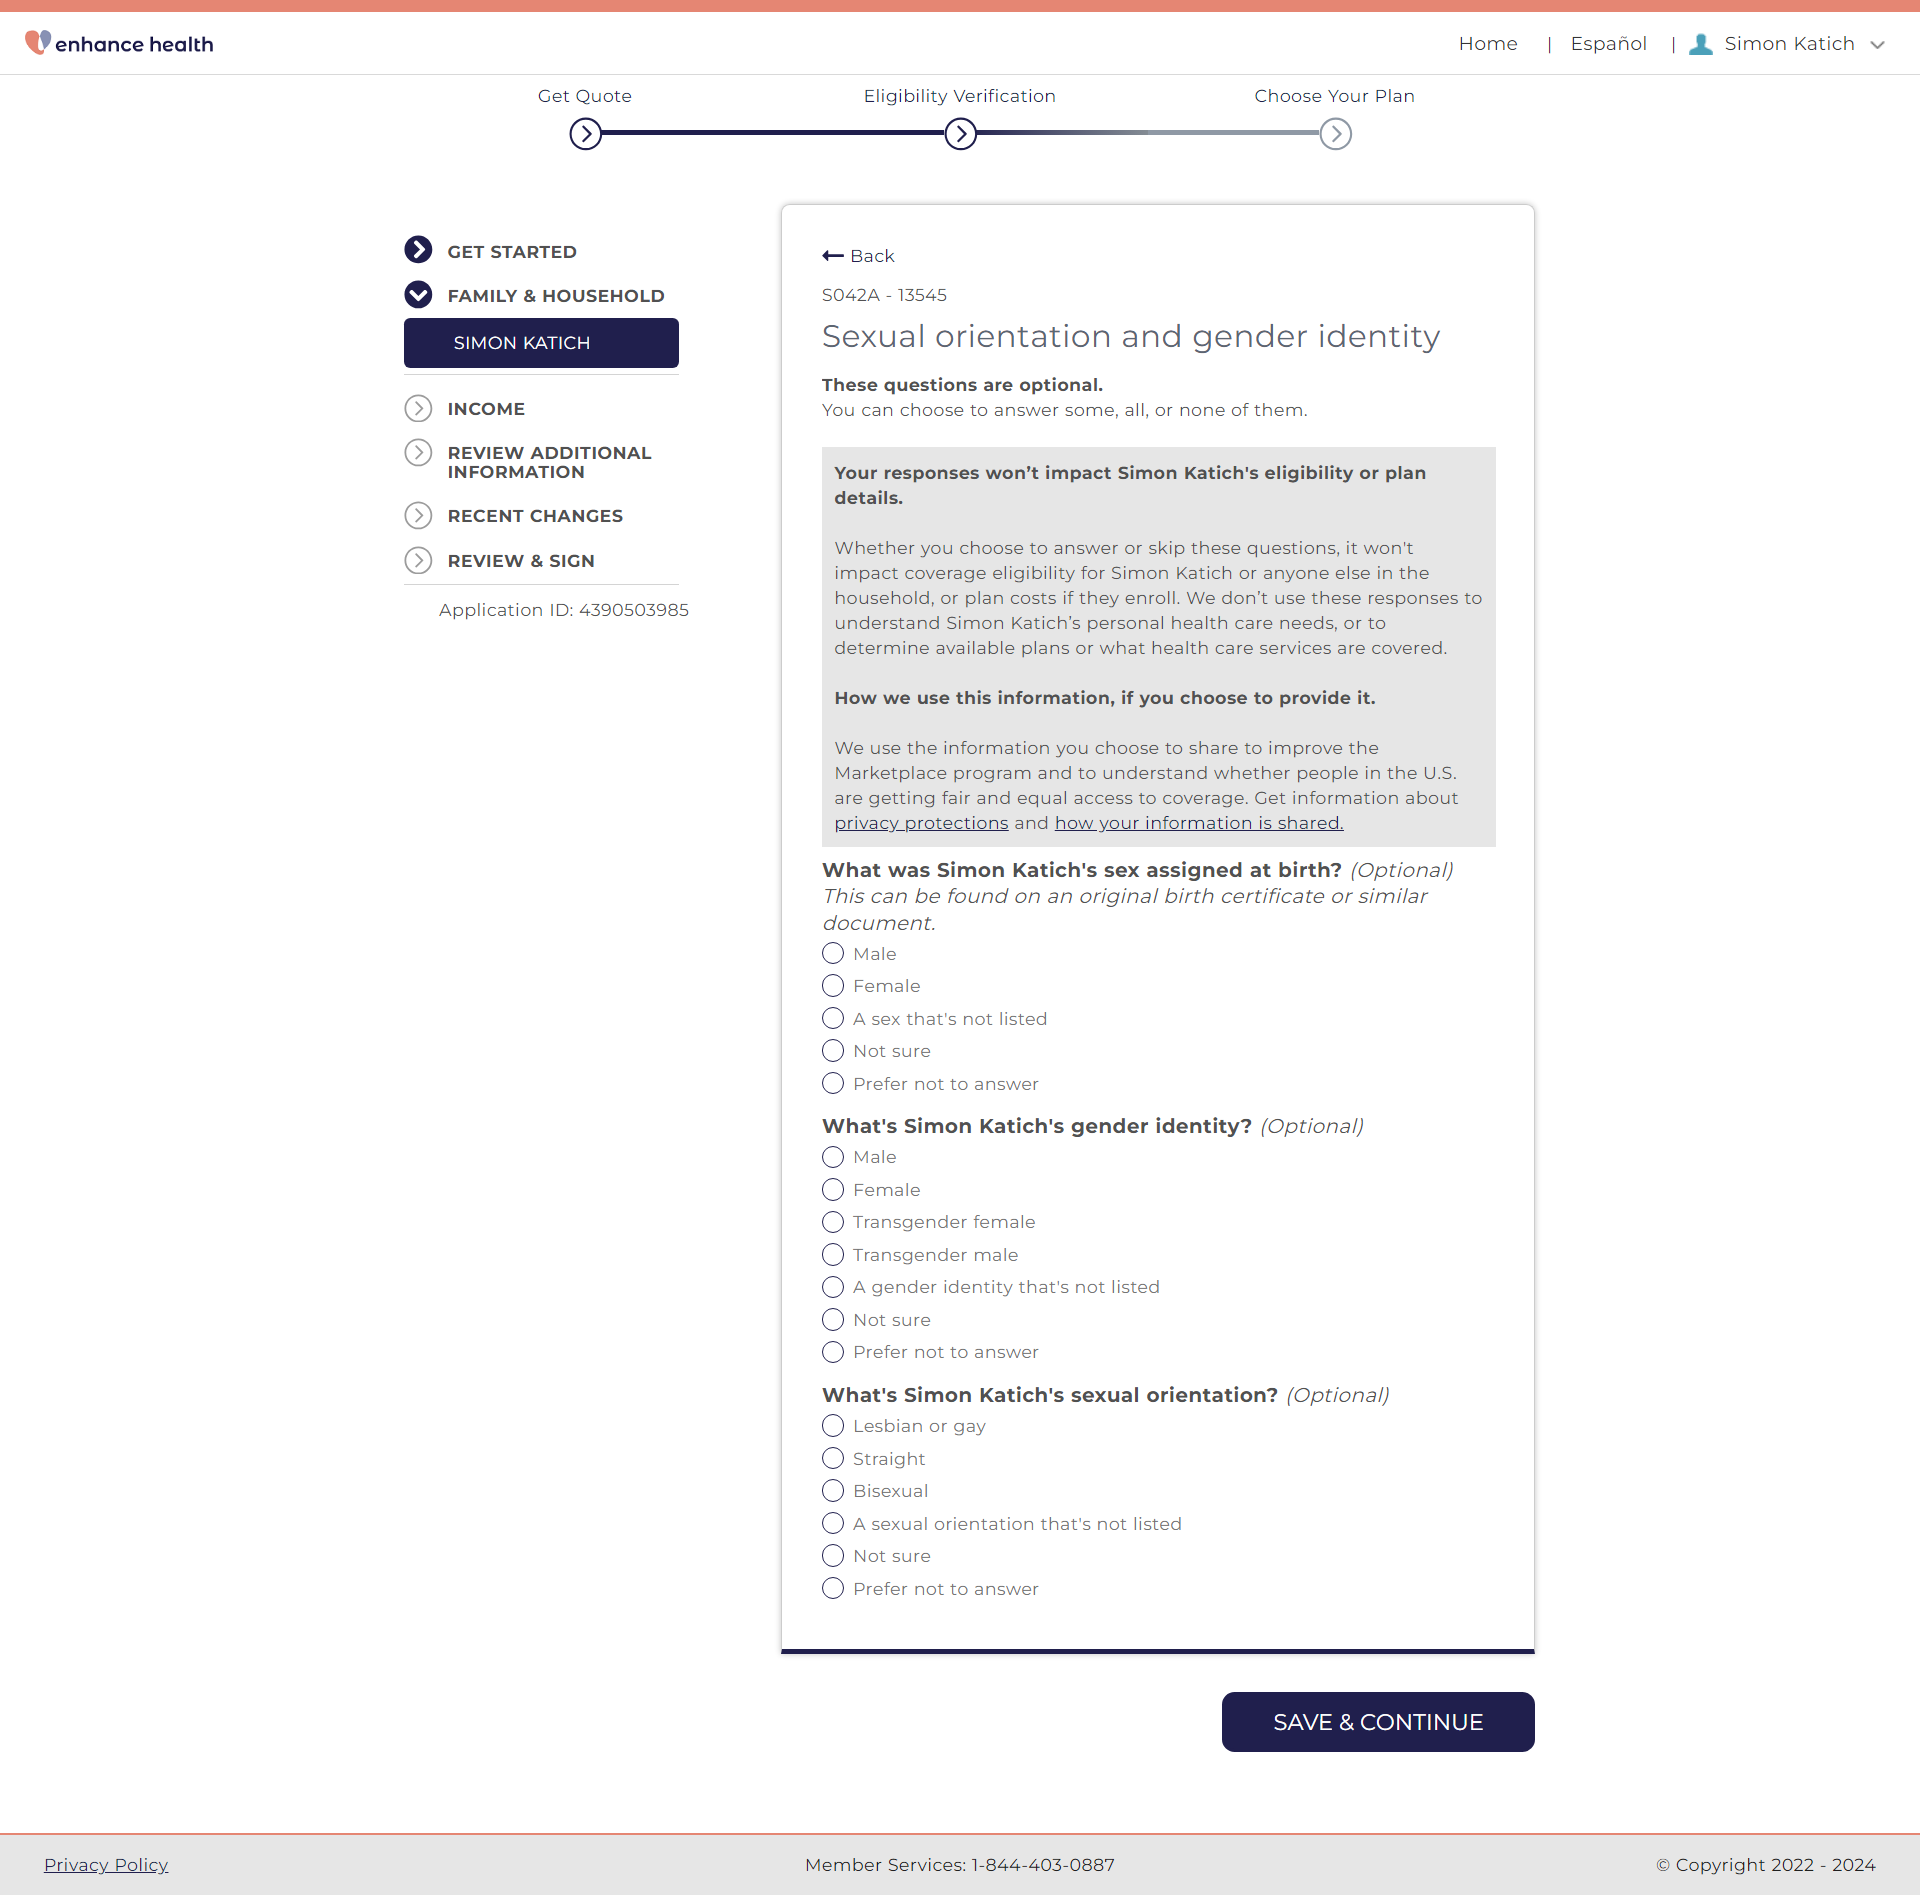 enhance health
Home | Español | Simon Katich
Get Quote
Eligibility Verification
Choose Your Plan
GET STARTED
FAMILY & HOUSEHOLD
SIMON KATICH
INCOME
REVIEW ADDITIONAL
INFORMATION
RECENT CHANGES
REVIEW & SIGN
Application ID: 4390503985
Back
S042A - 13545
Sexual orientation and gender identity
These questions are optional.
You can choose to answer some, all, or none of them.
Your responses won’t impact Simon Katich's eligibility or plan
details.
Whether you choose to answer or skip these questions, it won't
impact coverage eligibility for Simon Katich or anyone else in the
household, or plan costs if they enroll. We don’t use these responses to
understand Simon Katich’s personal health care needs, or to
determine available plans or what health care services are covered.
How we use this information, if you choose to provide it.
We use the information you choose to share to improve the
Marketplace program and to understand whether people in the U.S.
are getting fair and equal access to coverage. Get information about
privacy protections and how your information is shared.
What was Simon Katich's sex assigned at birth? (Optional)
This can be found on an original birth certificate or similar
document.
Male
Female
A sex that's not listed
Not sure
Prefer not to answer
What's Simon Katich's gender identity? (Optional)
Male
Female
Transgender female
Transgender male
A gender identity that's not listed
Not sure
Prefer not to answer
What's Simon Katich's sexual orientation? (Optional)
Lesbian or gay
Straight
Bisexual
A sexual orientation that's not listed
Not sure
Prefer not to answer
SAVE & CONTINUE
Privacy Policy
Member Services: 1-844-403-0887
© Copyright 2022 - 2024